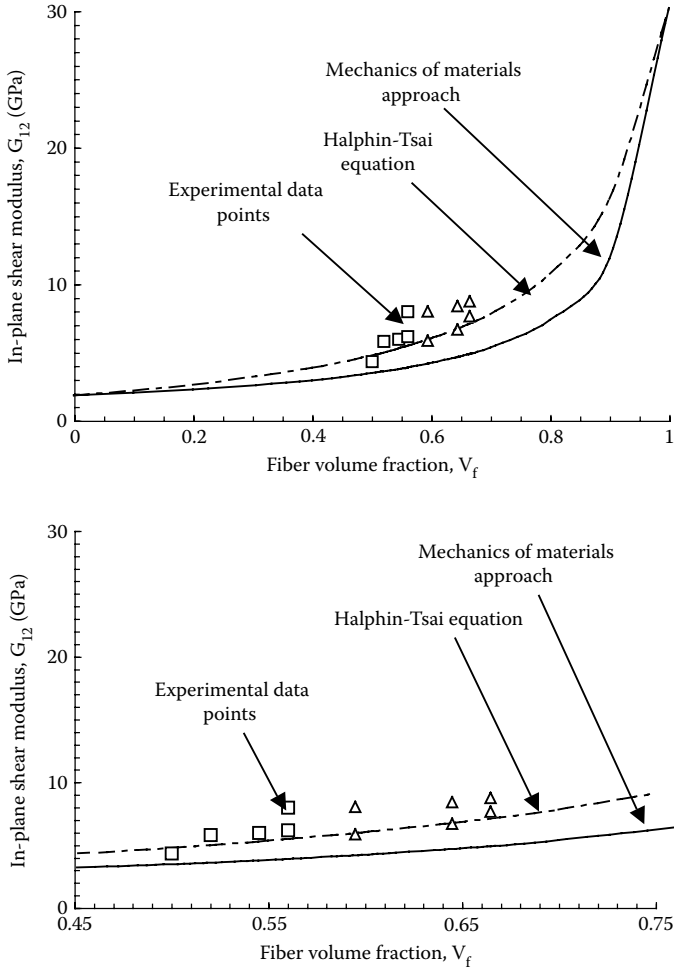 30
Mechanics of materials
approach
20
Halphin-Tsai
equation
Experimental data
points
10
0
In-plane shear modulus, G12 (GPa)
0 0.2 0.4 0.6 0.8 1
Fiber volume fraction, Vf
30
Mechanics of materials
approach
20
Halphin-Tsai equation
Experimental data
points
10
0
In-plane shear modulus, G12 (GPa)
0.45 0.55 0.65 0.75
Fiber volume fraction, Vf